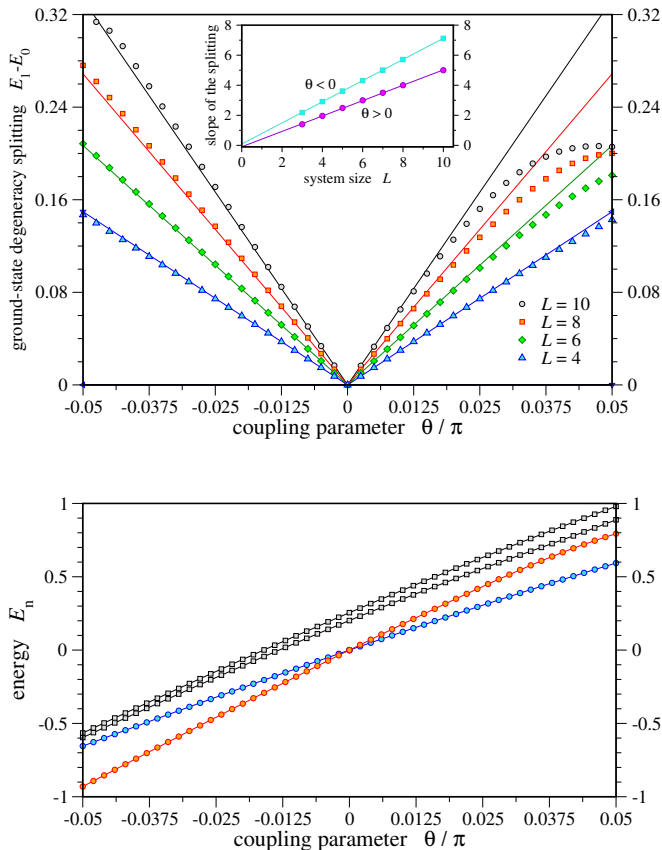 ground-state degeneracy splitting E₁-E₀
0.32
0.24
0.16
0.08
0
0.32
0.24
0.16
0.08
0
slope of the splitting
8
6
4
2
0
8
6
4
2
0
θ < 0
θ > 0
0 2 4 6 8 10
system size L
L = 10
L = 8
L = 6
L = 4
-0.05 -0.0375 -0.025 -0.0125 0 0.0125 0.025 0.0375 0.05
coupling parameter θ / π
energy Eₙ
1
0.5
0
-0.5
-1
1
0.5
0
-0.5
-1
-0.05 -0.0375 -0.025 -0.0125 0 0.0125 0.025 0.0375 0.05
coupling parameter θ / π